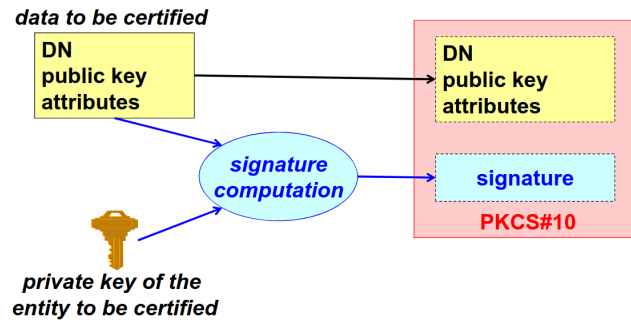 data to be certified
DN
public key
attributes
DN
public key
attributes
signature
computation
signature
PKCS#10
private key of the
entity to be certified